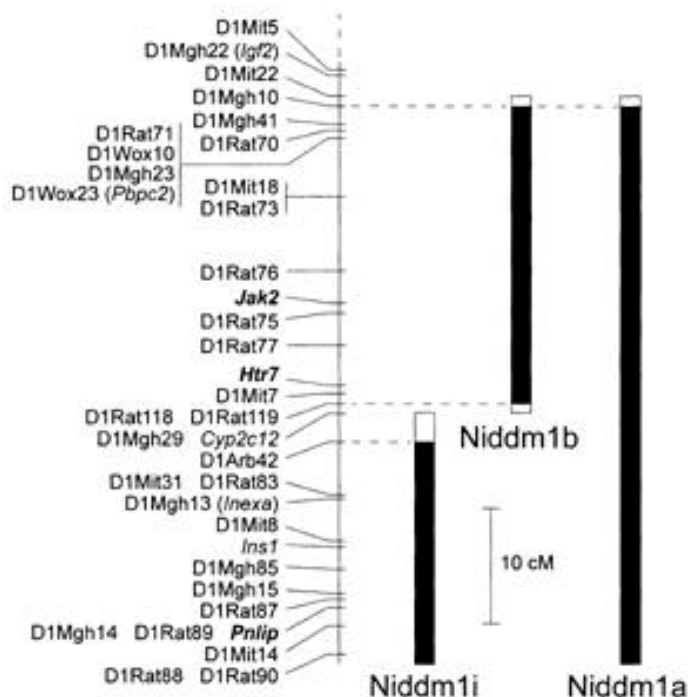 D1Mit5
D1Mgh22 (Igf2)
D1Mit22
D1Mgh10
D1Mgh41
D1Rat71
D1Rat70
D1Wox10
D1Mgh23
D1Wox23 (Pbpc2)
D1Mit18
D1Rat73
D1Rat76
Jak2
D1Rat75
D1Rat77
Htr7
D1Mit7
D1Rat118 D1Rat119
D1Mgh29 Cyp2c12
D1Arb42
D1Mit31 D1Rat83
D1Mgh13 (Inexa)
D1Mit8
Ins1
D1Mgh85
D1Mgh15
D1Rat87
D1Mgh14 D1Rat89 Pnlip
D1Mit14
D1Rat88 D1Rat90
Niddm1b
10 cM
Niddm1i Niddm1a